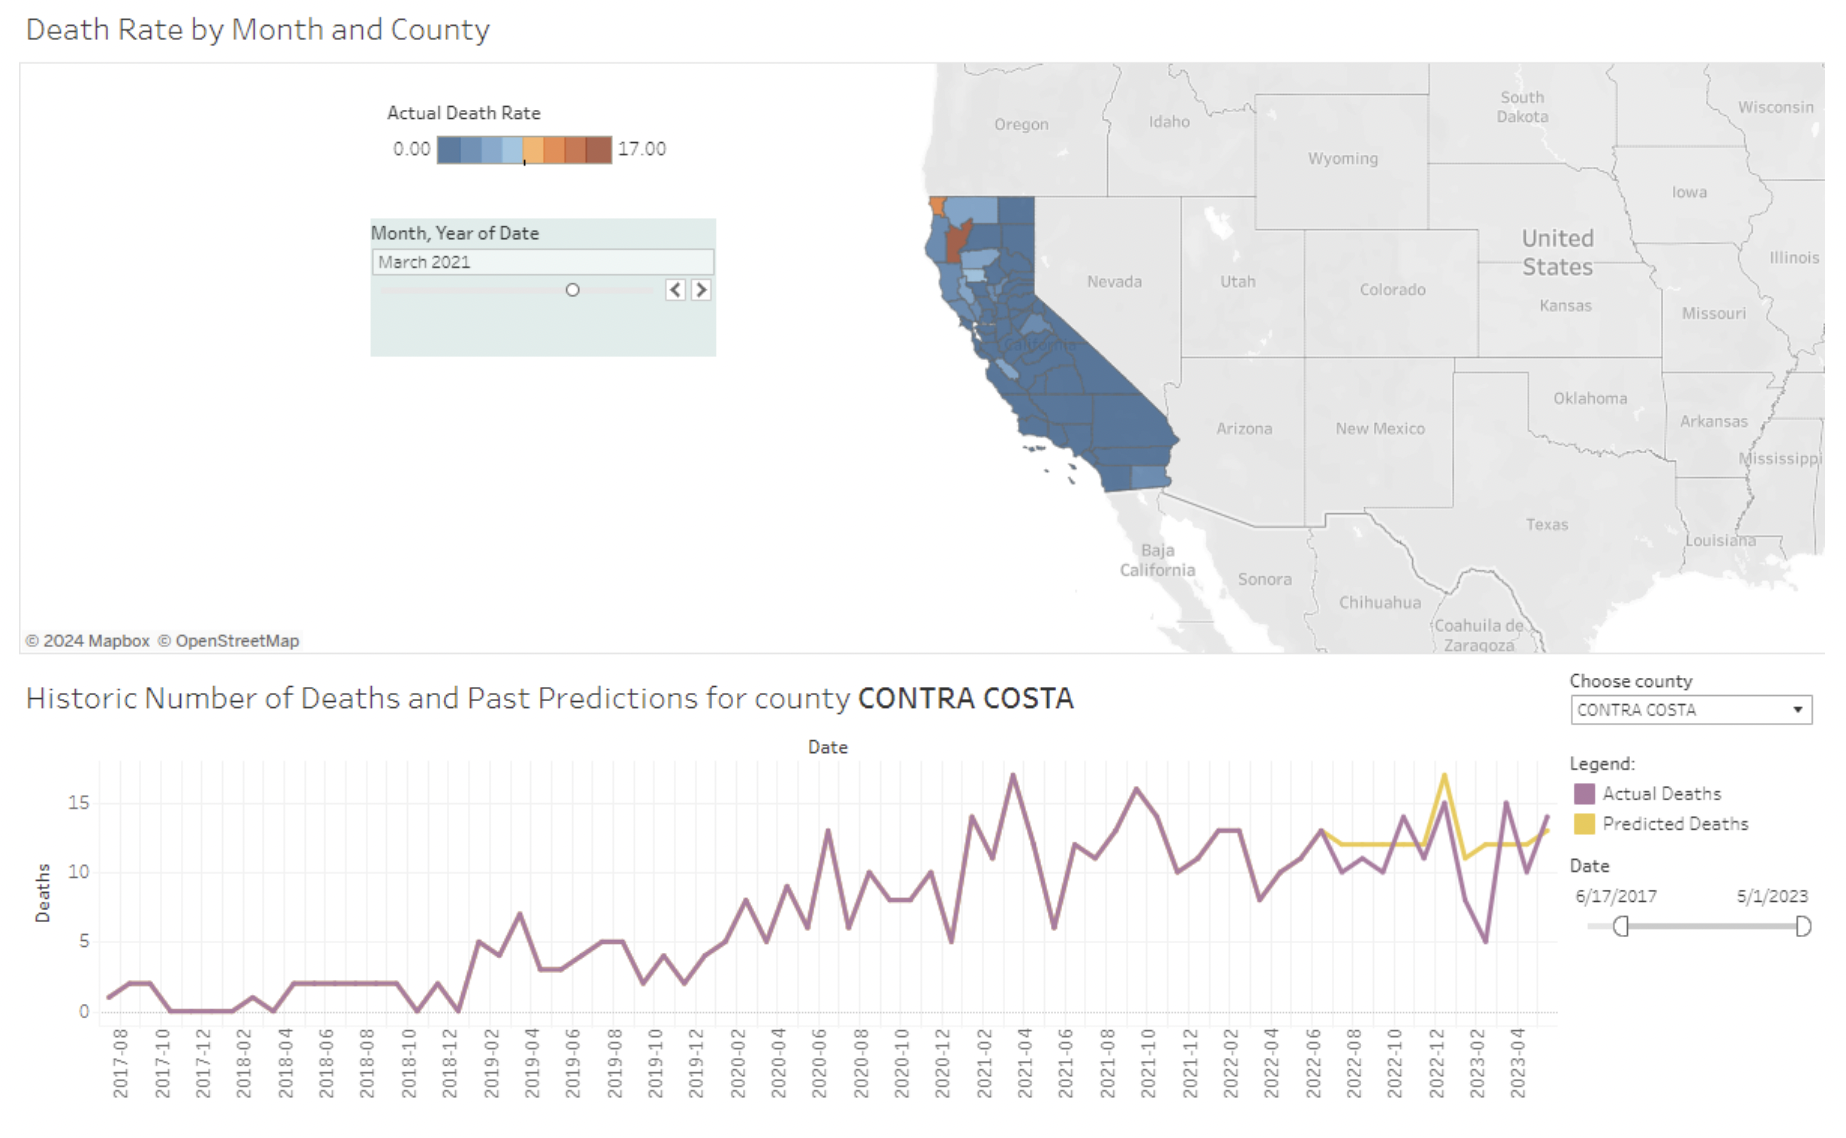 Death Rate by Month and County
Actual Death Rate
0.00
17.00
Month, Year of Date
March 2021
Oregon
Idaho
South
Dakota
Wisconsin
Wyoming
Iowa
United
States
Illinois
Nevada
Utah
Colorado
Kansas
Missouri
California
Oklahoma
Arizona
New Mexico
Arkansas
Mississippi
Texas
Louisiana
Baja
California
Sonora
Chihuahua
Coahuila de
Zaragoza
© 2024 Mapbox © OpenStreetMap
Historic Number of Deaths and Past Predictions for county CONTRA COSTA
Choose county
CONTRA COSTA
Date
Legend:
Actual Deaths
Predicted Deaths
Date
6/17/2017
5/1/2023
Deaths
15
10
5
0
2017-08
2017-10
2017-12
2018-02
2018-04
2018-06
2018-08
2018-10
2018-12
2019-02
2019-04
2019-06
2019-08
2019-10
2019-12
2020-02
2020-04
2020-06
2020-08
2020-10
2020-12
2021-02
2021-04
2021-06
2021-08
2021-10
2021-12
2022-02
2022-04
2022-06
2022-08
2022-10
2022-12
2023-02
2023-04